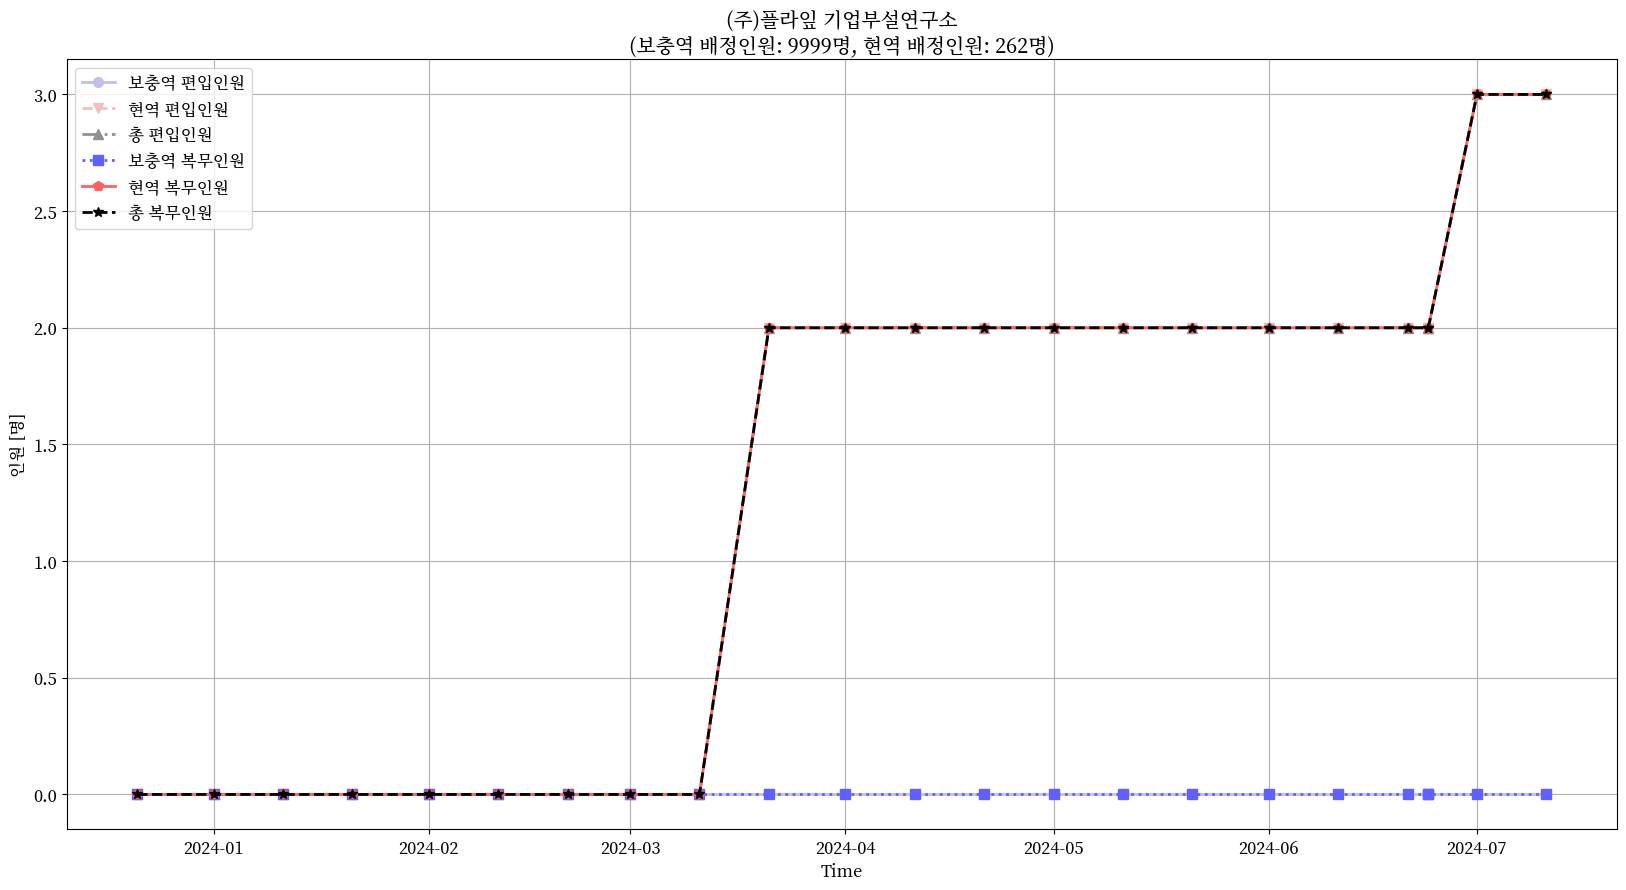 (주)플라잎 기업부설연구소
(보충역 배정인원: 9999명, 현역 배정인원: 262명)
보충역 편입인원
현역 편입인원
총 편입인원
보충역 복무인원
현역 복무인원
총 복무인원
3.0
2.5
2.0
1.5
1.0
0.5
0.0
인원 [명]
2024-01
2024-02
2024-03
2024-04
2024-05
2024-06
2024-07
Time